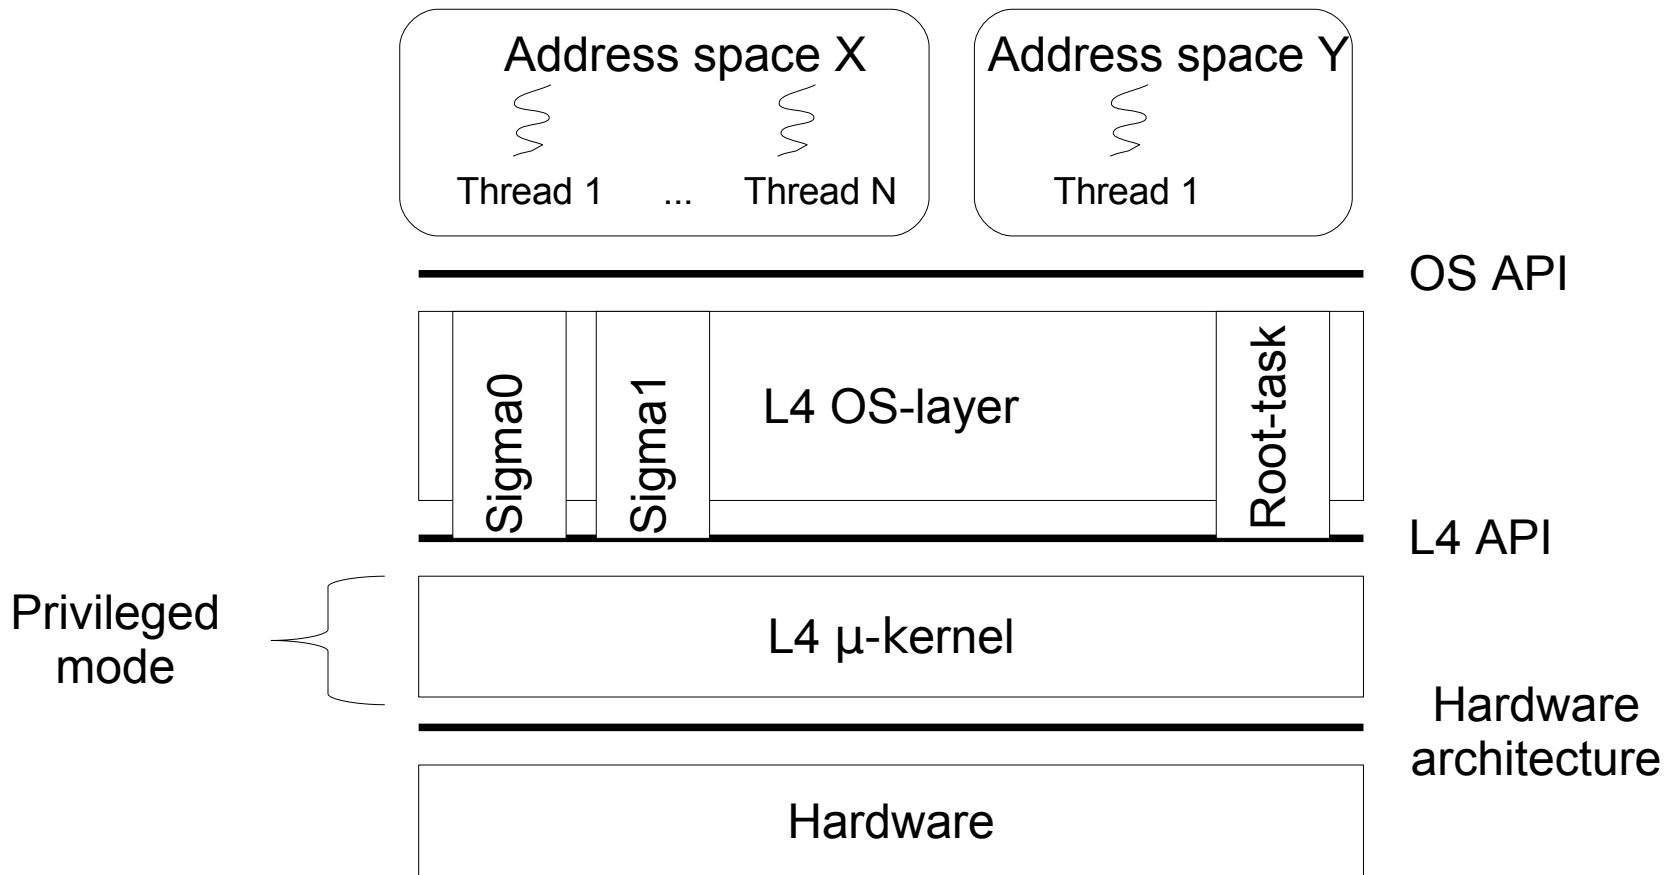 Address space X
Address space Y
Thread 1 ... Thread N
Thread 1
OS API
Sigma0
Sigma1
L4 OS-layer
Root-task
L4 API
Privileged
mode
L4 μ-kernel
Hardware
architecture
Hardware